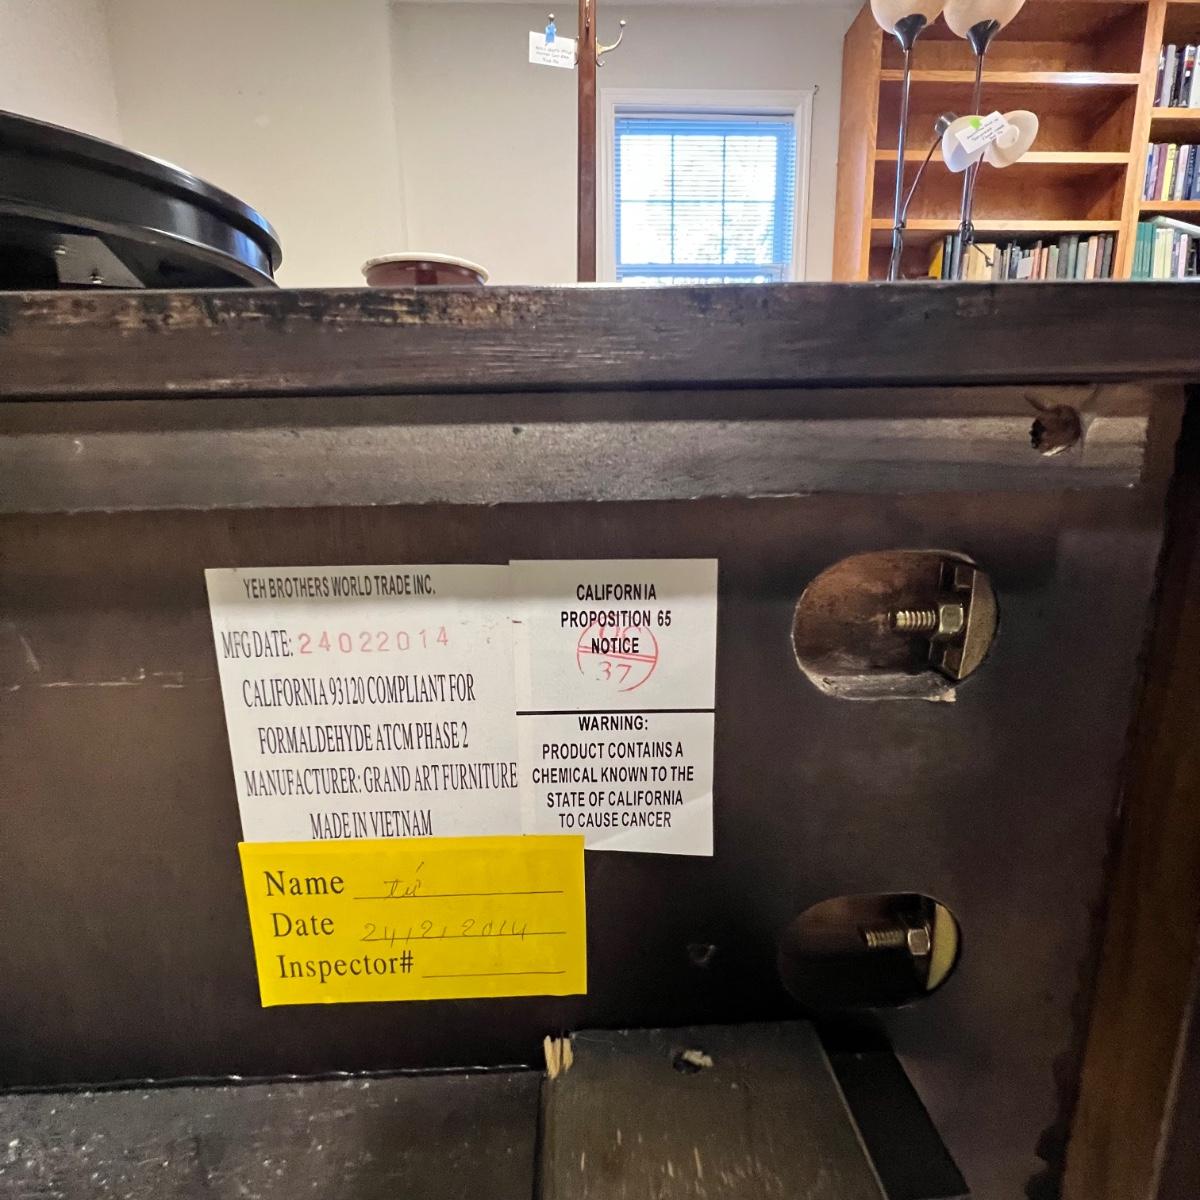 YEH BROTHERS WORLD TRADE INC.
MFG DATE: 24022014
CALIFORNIA 93120 COMPLIANT FOR
FORMALDEHYDE ATCM PHASE 2
MANUFACTURER: GRAND ART FURNITURE
MADE IN VIETNAM
CALIFORNIA
PROPOSITION 65
NOTICE
37
WARNING:
PRODUCT CONTAINS A
CHEMICAL KNOWN TO THE
STATE OF CALIFORNIA
TO CAUSE CANCER
Name
Date 24/2/2014
Inspector#